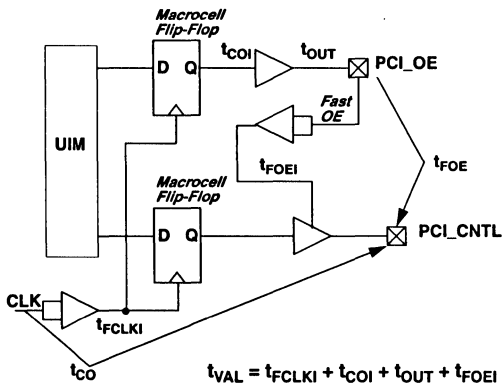 Macrocell
Flip-Flop
D Q
tCOI
tOUT
PCI_OE
Fast
OE
UIM
tFOEI
tFOE
Macrocell
Flip-Flop
D Q
PCI_CNTL
CLK
tFCLKI
tCO
tVAL = tFCLKI + tCOI + tOUT + tFOEI